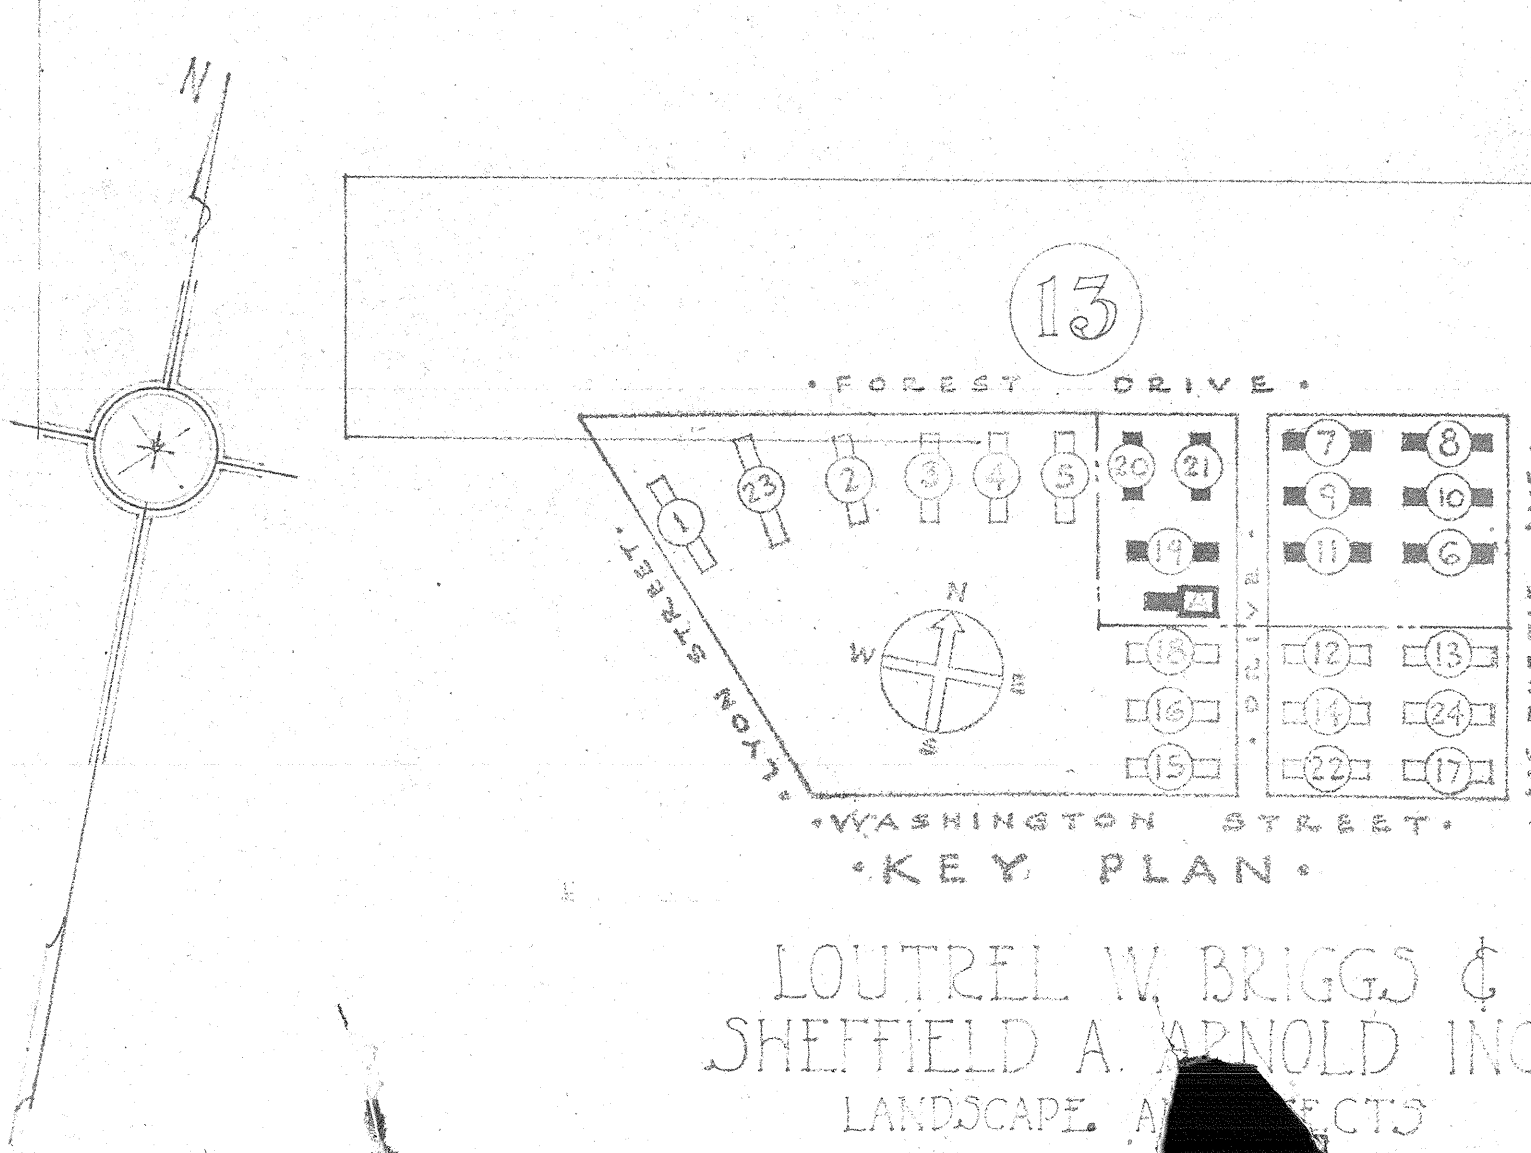 N
13
• FOREST DRIVE •
7 8
20 21
1 23 2 3 4 5
9 10
19 11 6
A
N
W E
S
18 12 13
16 14 24
15 22 17
• LYON STREET •
• DRIVE •
• WASHINGTON STREET •
• KEY PLAN •
LOUTREL W. BRIGGS &
SHEFFIELD A. ARNOLD INC
LANDSCAPE